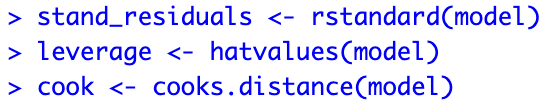 > stand_residuals <- rstandard(model)
> leverage <- hatvalues(model)
> cook <- cooks.distance(model)